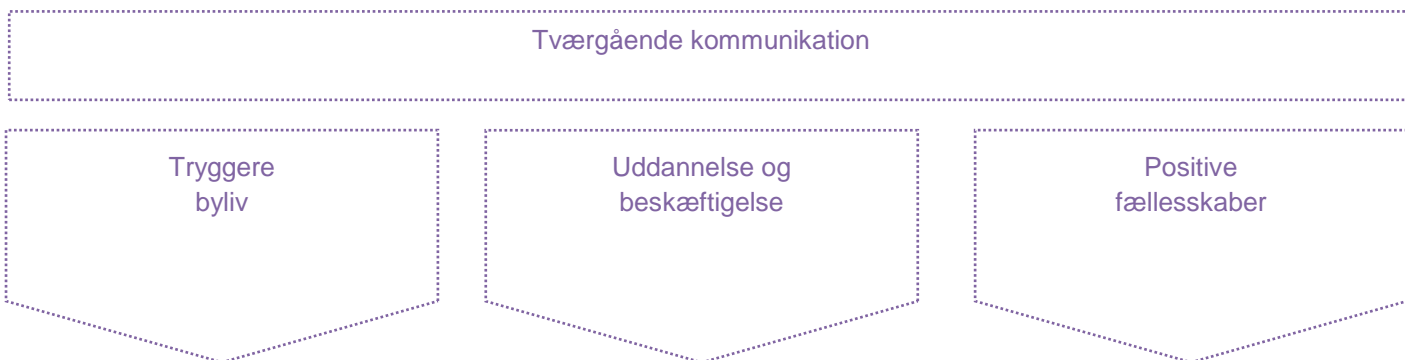 Tværgående kommunikation
Tryggere
byliv
Uddannelse og
beskæftigelse
Positive
fællesskaber